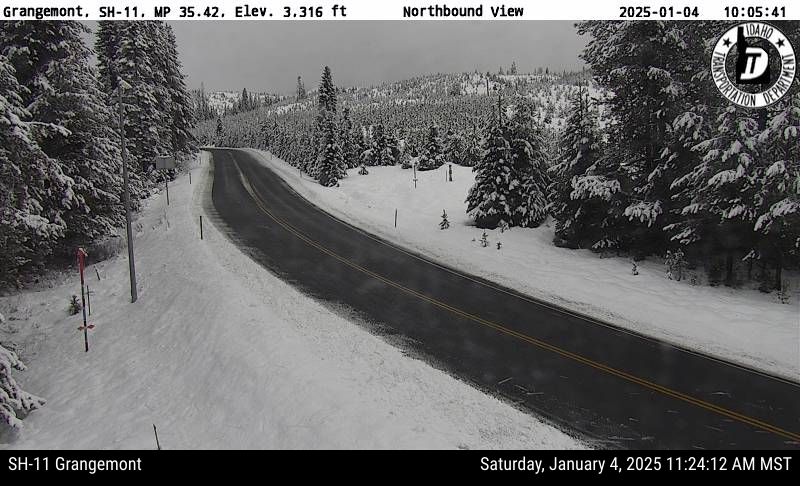 Grangemont, SH-11, MP 35.42, Elev. 3,316 ft Northbound View 2025-01-04 10:05:41
IDAHO
TRANSPORTATION DEPARTMENT
SH-11 Grangemont Saturday, January 4, 2025 11:24:12 AM MST